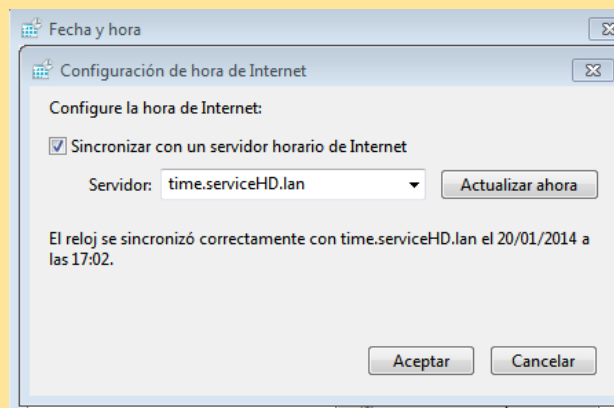 Fecha y hora
Configuración de hora de Internet
Configure la hora de Internet:
Sincronizar con un servidor horario de Internet
Servidor: time.serviceHD.lan Actualizar ahora
El reloj se sincronizó correctamente con time.serviceHD.lan el 20/01/2014 a
las 17:02.
Aceptar Cancelar